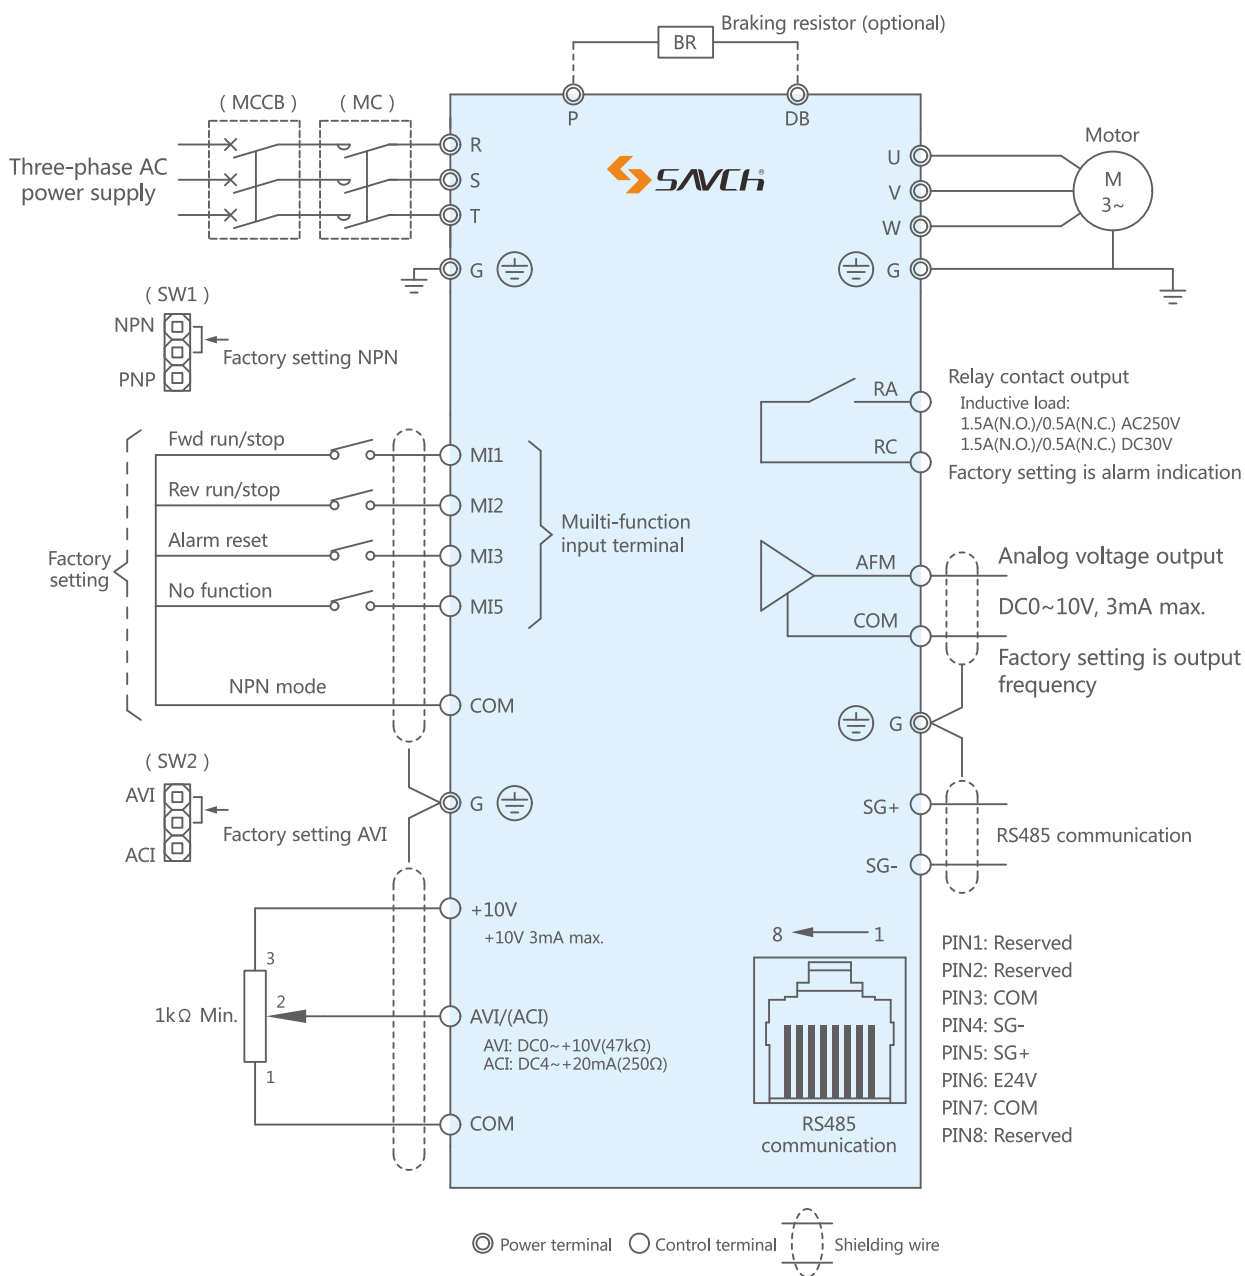 Braking resistor (optional)
BR
( MCCB )
( MC )
P
DB
Three-phase AC
power supply
R
S
T
G
SAVCh®
U
V
W
G
Motor
M
3~
( SW1 )
NPN
PNP
Factory setting NPN
RA
RC
Relay contact output
Inductive load:
1.5A(N.O.)/0.5A(N.C.) AC250V
1.5A(N.O.)/0.5A(N.C.) DC30V
Factory setting is alarm indication
Factory
setting
Fwd run/stop
Rev run/stop
Alarm reset
No function
NPN mode
MI1
MI2
MI3
MI5
COM
Muilti-function
input terminal
AFM
COM
Analog voltage output
DC0~10V, 3mA max.
Factory setting is output
frequency
G
( SW2 )
AVI
ACI
Factory setting AVI
G
SG+
SG-
RS485 communication
+10V
+10V 3mA max.
3
2
1
1kΩ Min.
AVI/(ACI)
AVI: DC0~+10V(47kΩ)
ACI: DC4~+20mA(250Ω)
COM
8
1
RS485
communication
PIN1: Reserved
PIN2: Reserved
PIN3: COM
PIN4: SG-
PIN5: SG+
PIN6: E24V
PIN7: COM
PIN8: Reserved
Power terminal
Control terminal
Shielding wire